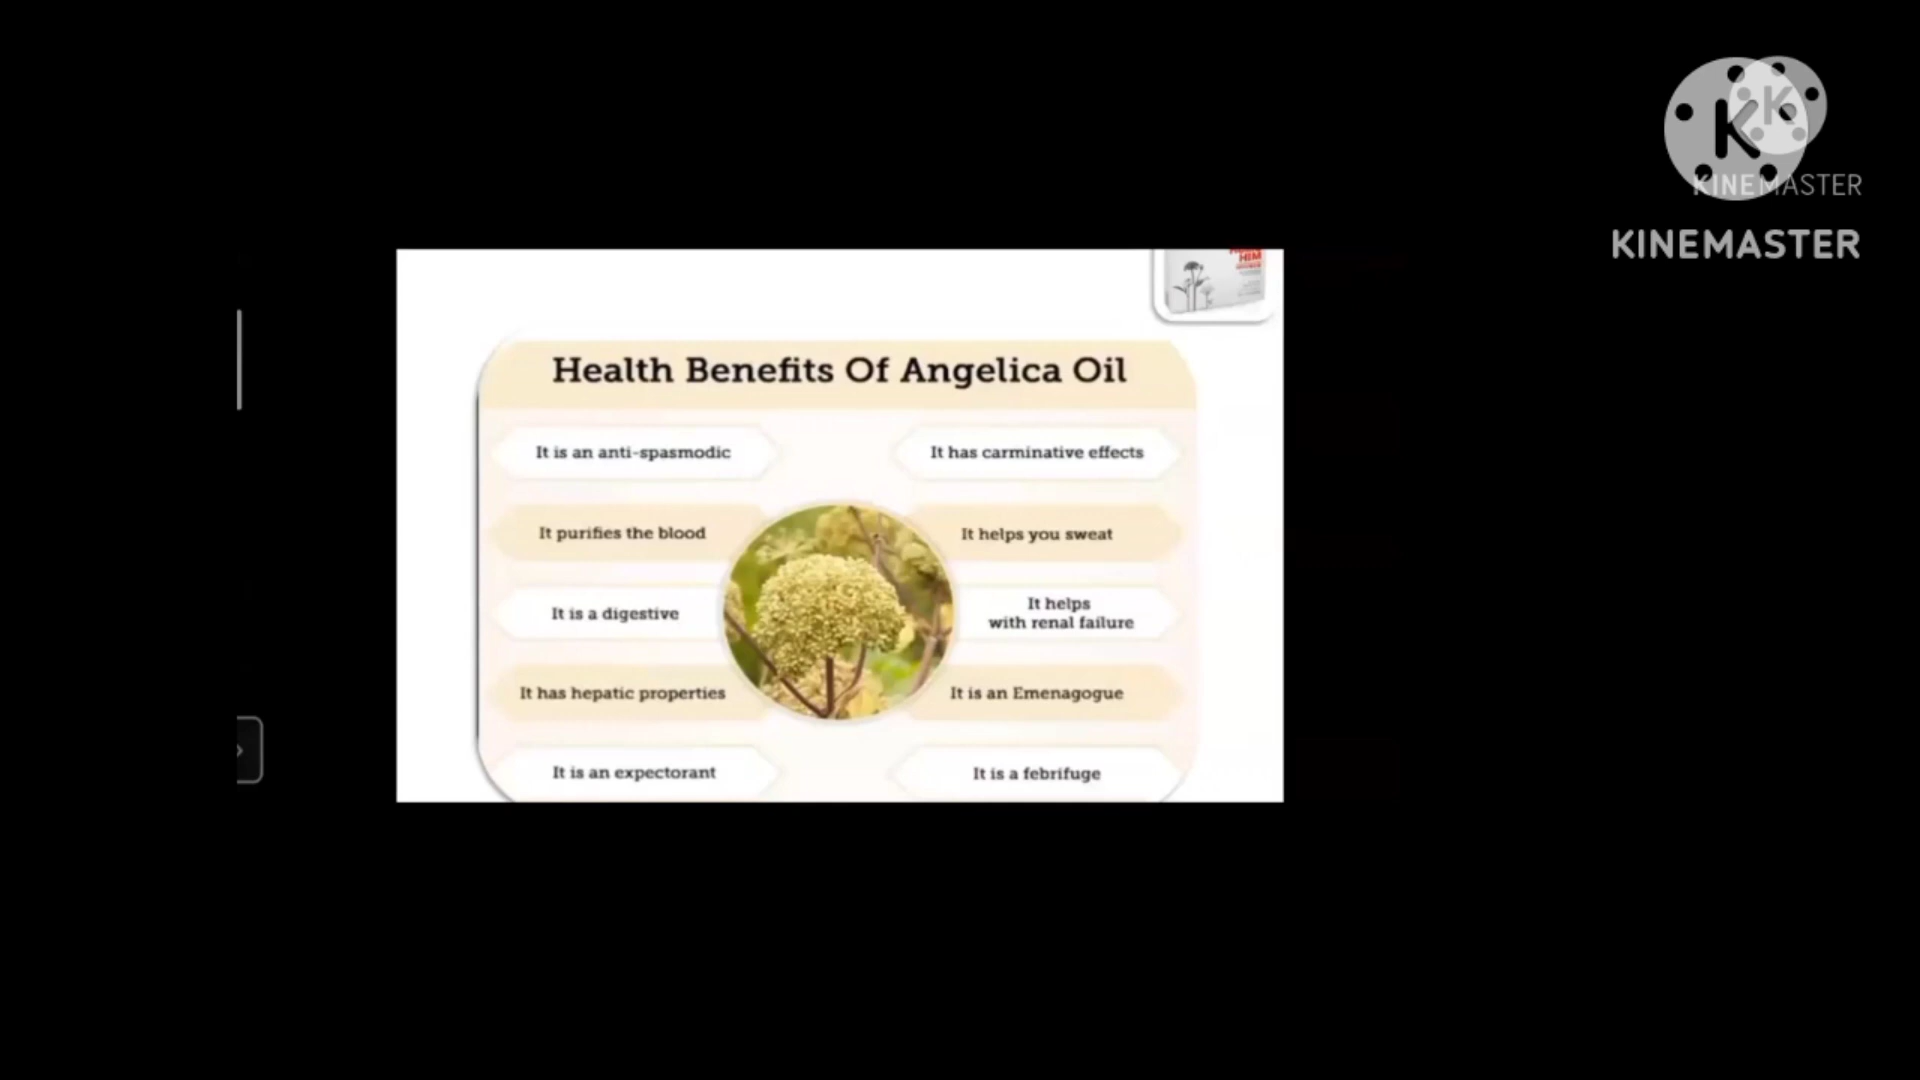 K
K
KINEMASTER
KINEMASTER
HIM
Health Benefits Of Angelica Oil
It is an anti-spasmodic
It has carminative effects
It purifies the blood
It helps you sweat
It is a digestive
It helps
with renal failure
It has hepatic properties
It is an Emenagogue
It is an expectorant
It is a febrifuge